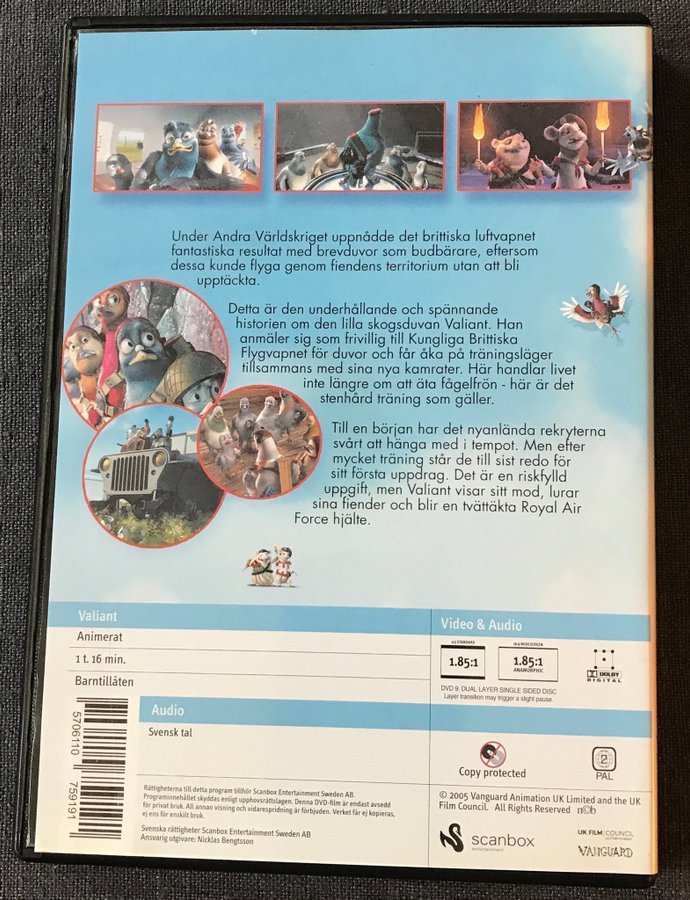 Under Andra Världskriget uppnådde det brittiska luftvapnet
fantastiska resultat med brevduvor som budbärare, eftersom
dessa kunde flyga genom fiendens territorium utan att bli
upptäckta.
Detta är den underhållande och spännande
historien om den lilla skogsduvan Valiant. Han
anmäler sig som frivillig till Kungliga Brittiska
Flygvapnet för duvor och får åka på träningsläger
tillsammans med sina nya kamrater. Här handlar livet
inte längre om att äta fågelfrön - här är det
stenhård träning som gäller.
Till en början har det nyanlända rekryterna
svårt att hänga med i tempot. Men efter
mycket träning står de till sist redo för
sitt första uppdrag. Det är en riskfylld
uppgift, men Valiant visar sitt mod, lurar
sina fiender och blir en tvättäkta Royal Air
Force hjälte.
Valiant
Animerat
1 t. 16 min.
Barntillåten
Audio
Svensk tal
5706110 759191
Rättigheterna till detta program tillhör Scanbox Entertainment Sweden AB.
Programinnehållet skyddas enligt upphovsrättslagen. Denna DVD-film är endast avsedd
för privat bruk. All annan visning och vidarespridning är förbjuden. Verket får ej kopieras,
ej ens för enskilt bruk.
Svenska rättigheter Scanbox Entertainment Sweden AB
Ansvarig utgivare: Nicklas Bengtsson
Video & Audio
4:3 STANDARD
1.85:1
16:9 WIDESCREEN
1.85:1
ANAMORPHIC
DOLBY
DIGITAL
DVD 9: DUAL LAYER SINGLE SIDED DISC
Layer transition may trigger a slight pause.
Copy protected
2
PAL
© 2005 Vanguard Animation UK Limited and the UK
Film Council. All Rights Reserved
scanbox
entertainment
UK FILM COUNCIL
VANGUARD